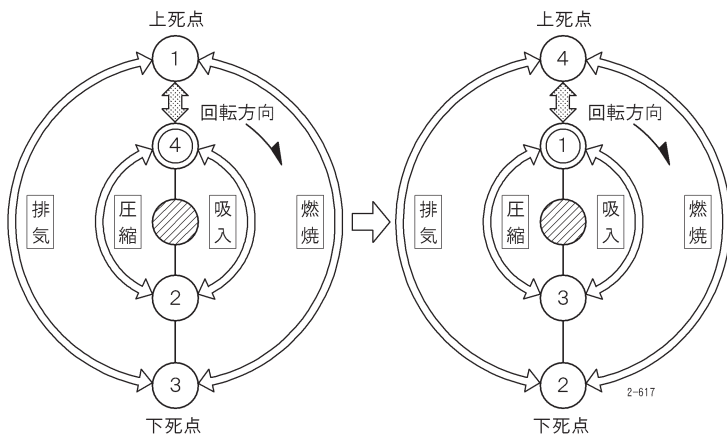 上死点
1
回転方向
4
排気
圧縮
吸入
燃焼
2
3
下死点
上死点
4
回転方向
1
排気
圧縮
吸入
燃焼
3
2
2-617
下死点